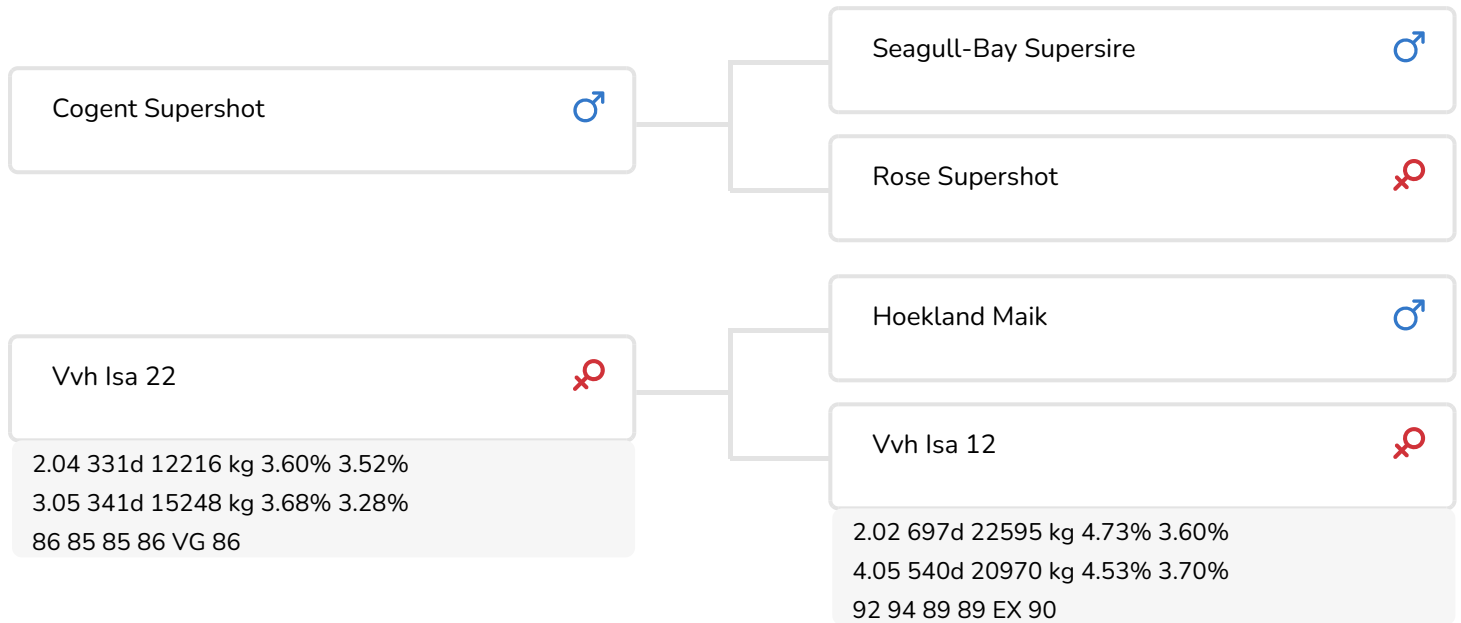 Cogent Supershot
Seagull-Bay Supersire
Rose Supershot
Vvh Isa 22
2.04 331d 12216 kg 3.60% 3.52%
3.05 341d 15248 kg 3.68% 3.28%
86 85 85 86 VG 86
Hoekland Maik
Vvh Isa 12
2.02 697d 22595 kg 4.73% 3.60%
4.05 540d 20970 kg 4.53% 3.70%
92 94 89 89 EX 90